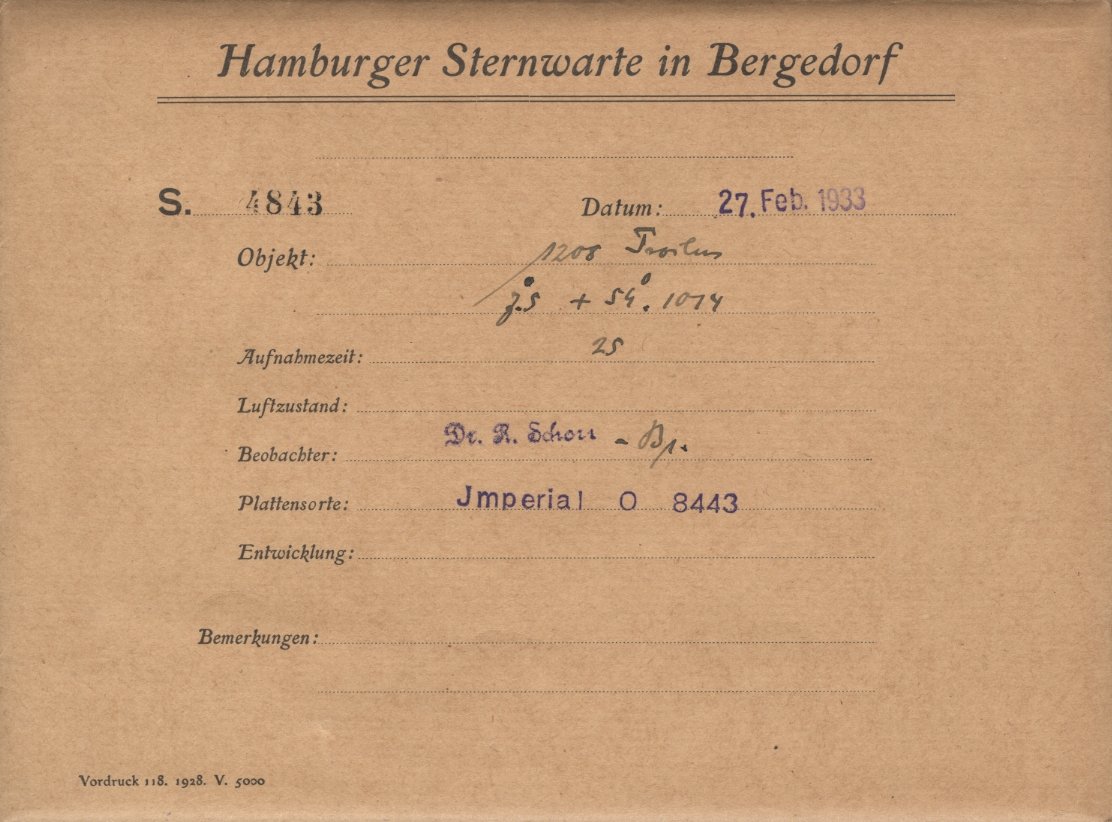 Hamburger Sternwarte in Bergedorf
S. 4843 Datum: 27. Feb. 1933
Objekt: 1208 Troilus
+ 54°. 1014
Aufnahmezeit: 25
Luftzustand:
Beobachter: Dr. R. Schorr -
Plattensorte: Jmperial O 8443
Entwicklung:
Bemerkungen:
Vordruck 118. 1928. V. 5000